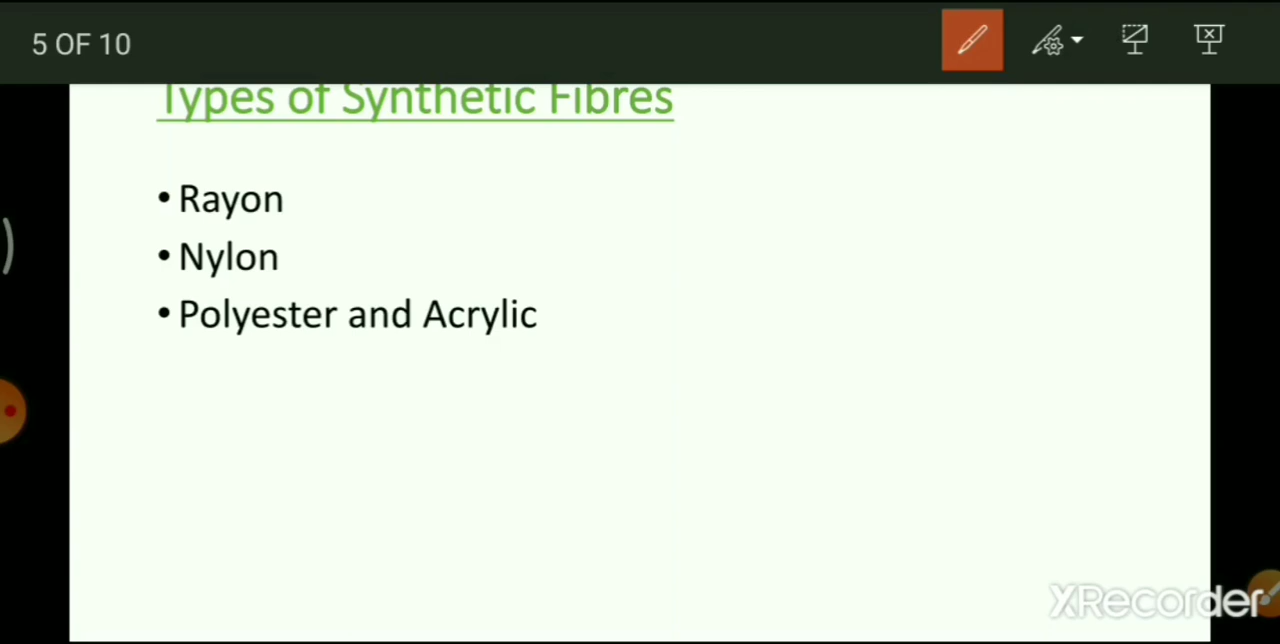 5 OF 10
Types of Synthetic Fibres
• Rayon
• Nylon
• Polyester and Acrylic
XRecorder